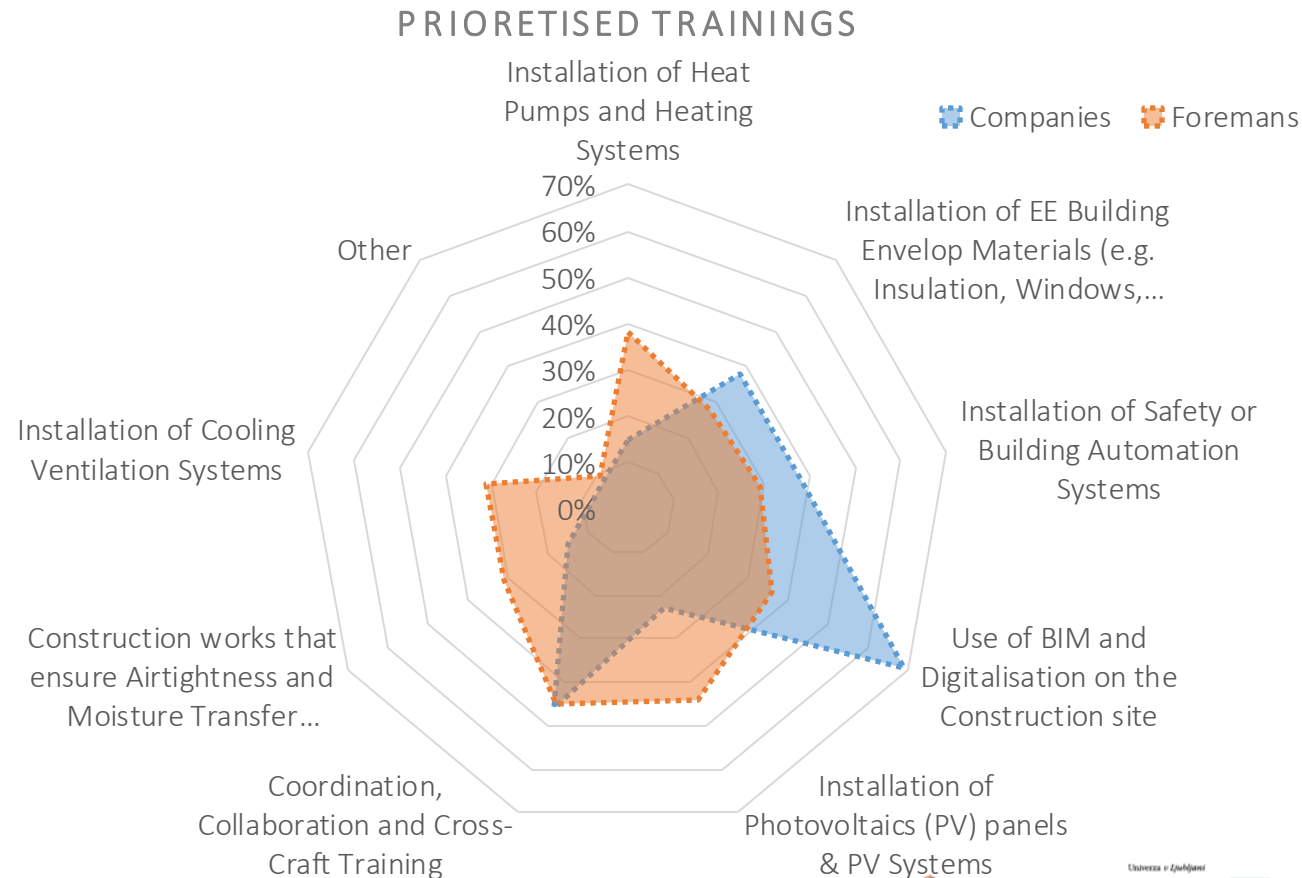 PRIORETISED TRAININGS
Installation of Heat
Pumps and Heating
Systems
Companies
Foremans
70%
60%
50%
40%
30%
20%
10%
0%
Installation of EE Building
Envelop Materials (e.g.
Insulation, Windows,...
Installation of Safety or
Building Automation
Systems
Use of BIM and
Digitalisation on the
Construction site
Installation of
Photovoltaics (PV) panels
& PV Systems
Coordination,
Collaboration and Cross-
Craft Training
Construction works that
ensure Airtightness and
Moisture Transfer...
Installation of Cooling
Ventilation Systems
Other
Univerza v Ljubljani